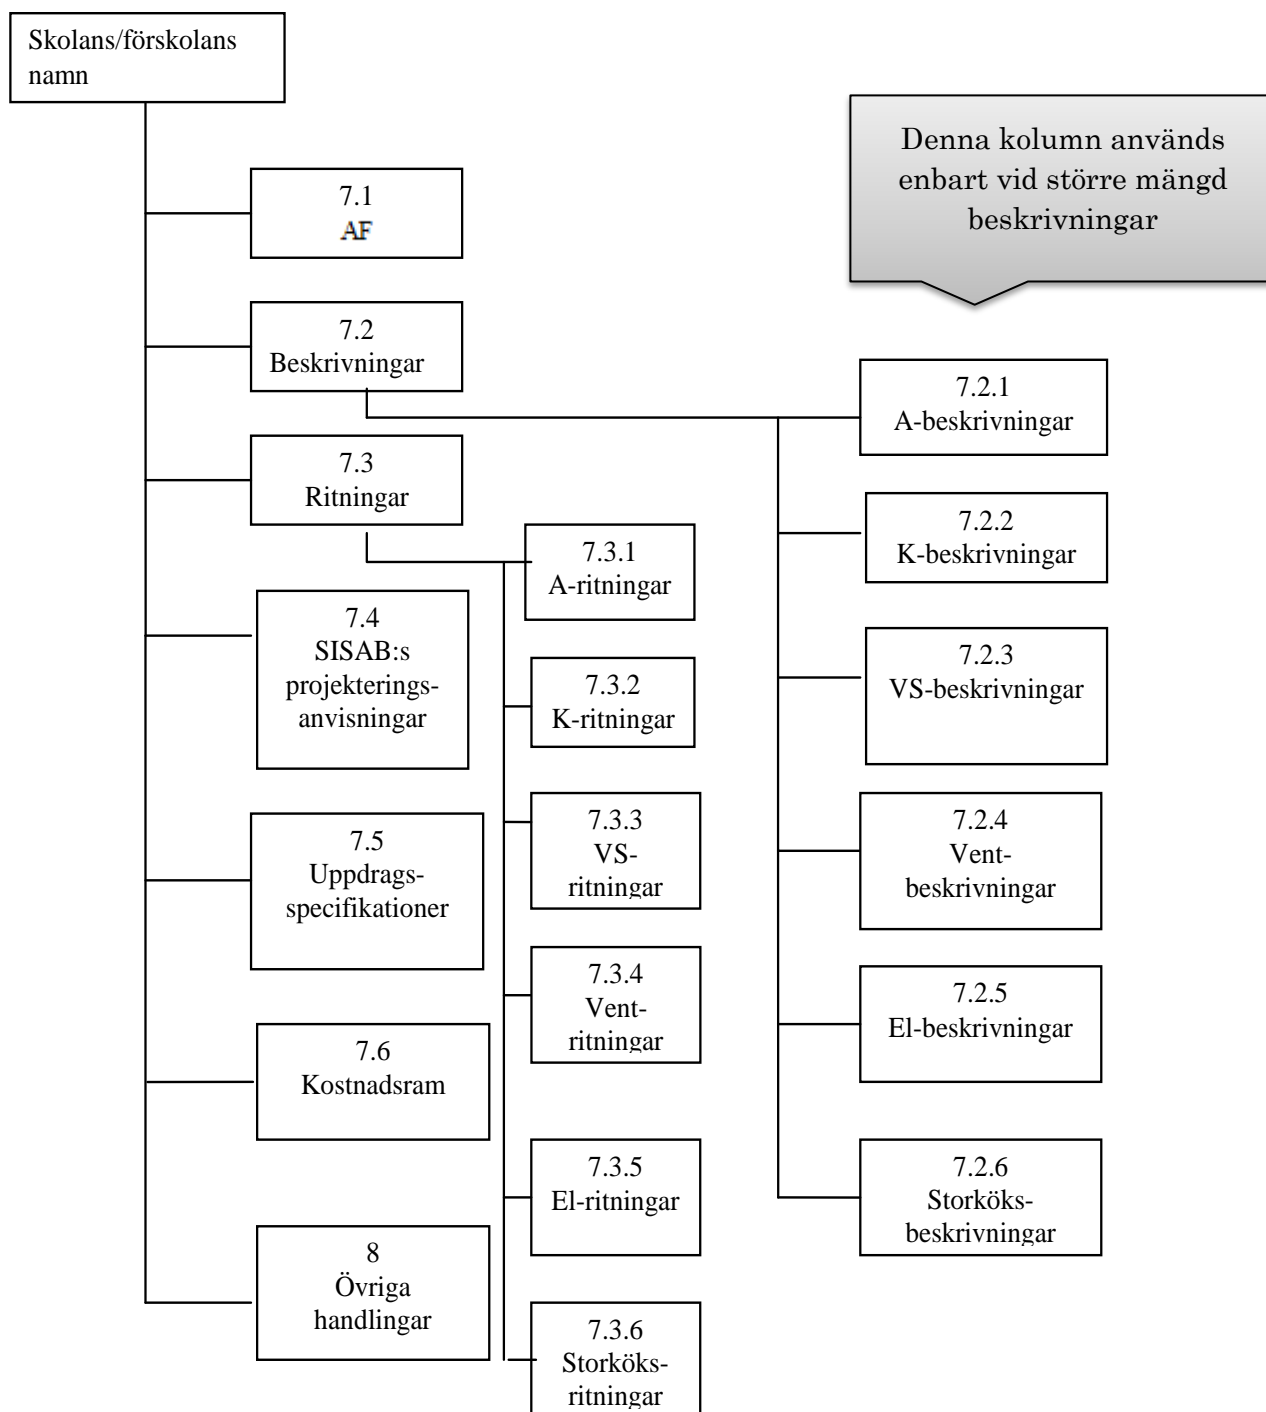 Skolans/förskolans
namn
Denna kolumn används
enbart vid större mängd
beskrivningar
7.1
AF
7.2
Beskrivningar
7.3
Ritningar
7.4
SISAB:s
projekterings-
anvisningar
7.5
Uppdrags-
specifikationer
7.6
Kostnadsram
8
Övriga
handlingar
7.3.1
A-ritningar
7.3.2
K-ritningar
7.3.3
VS-
ritningar
7.3.4
Vent-
ritningar
7.3.5
El-ritningar
7.3.6
Storköks-
ritningar
7.2.1
A-beskrivningar
7.2.2
K-beskrivningar
7.2.3
VS-beskrivningar
7.2.4
Vent-
beskrivningar
7.2.5
El-beskrivningar
7.2.6
Storköks-
beskrivningar